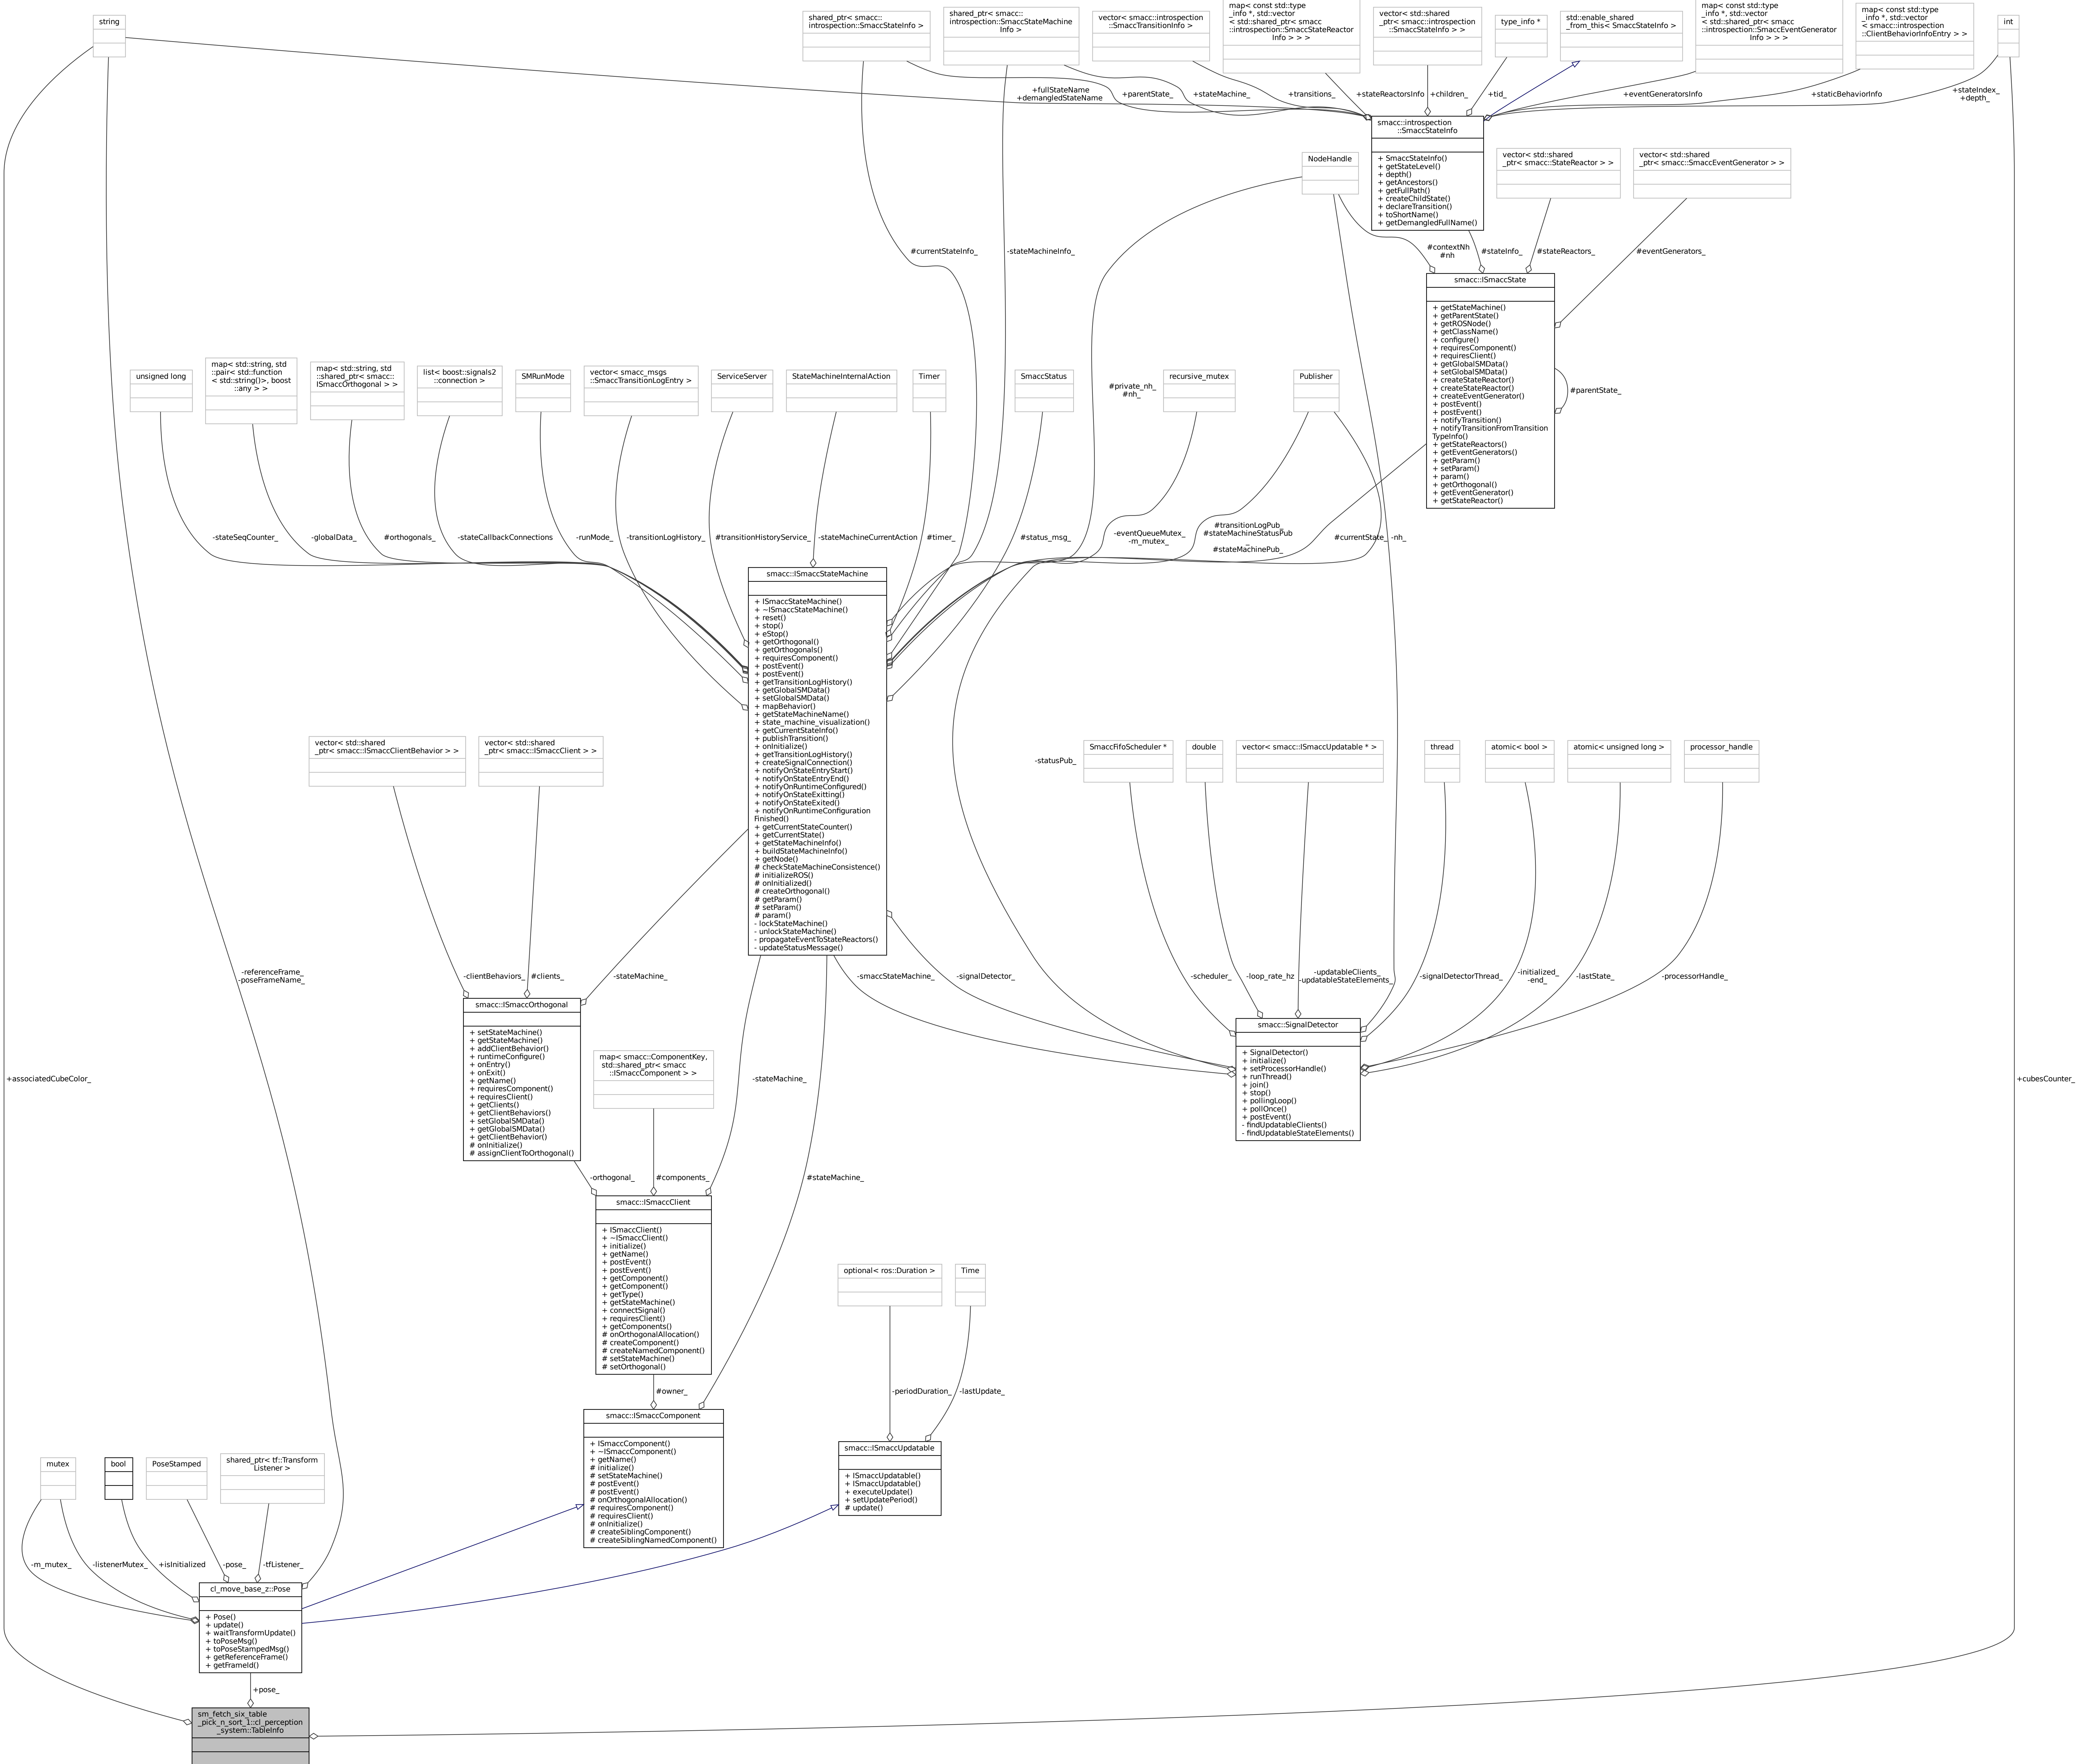 string
shared_ptr< smacc::
introspection::SmaccStateInfo >
shared_ptr< smacc::
introspection::SmaccStateMachine
Info >
vector< smacc::introspection
::SmaccTransitionInfo >
map< const std::type
_info *, std::vector
< std::shared_ptr< smacc
::introspection::SmaccStateReactor
Info > > >
vector< std::shared
_ptr< smacc::introspection
::SmaccStateInfo > >
type_info *
std::enable_shared
_from_this< SmaccStateInfo >
map< const std::type
_info *, std::vector
< std::shared_ptr< smacc
::introspection::SmaccEventGenerator
Info > > >
map< const std::type
_info *, std::vector
< smacc::introspection
::ClientBehaviorInfoEntry > >
int
+fullStateName
+demangledStateName
+parentState_
+stateMachine_
+transitions_
+stateReactorsInfo
+children_
+tid_
+eventGeneratorsInfo
+staticBehaviorInfo
+stateIndex_
+depth_
smacc::introspection
::SmaccStateInfo
+ SmaccStateInfo()
+ getStateLevel()
+ depth()
+ getAncestors()
+ getFullPath()
+ createChildState()
+ declareTransition()
+ toShortName()
+ getDemangledFullName()
NodeHandle
vector< std::shared
_ptr< smacc::StateReactor > >
vector< std::shared
_ptr< smacc::SmaccEventGenerator > >
#currentStateInfo_
-stateMachineInfo_
#contextNh
#nh
#stateInfo_
#stateReactors_
#eventGenerators_
smacc::ISmaccState
+ getStateMachine()
+ getParentState()
+ getROSNode()
+ getClassName()
+ configure()
+ requiresComponent()
+ requiresClient()
+ getGlobalSMData()
+ setGlobalSMData()
+ createStateReactor()
+ createStateReactor()
+ createEventGenerator()
+ postEvent()
+ postEvent()
+ notifyTransition()
+ notifyTransitionFromTransition
TypeInfo()
+ getStateReactors()
+ getEventGenerators()
+ getParam()
+ setParam()
+ param()
+ getOrthogonal()
+ getEventGenerator()
+ getStateReactor()
#parentState_
unsigned long
map< std::string, std
::pair< std::function
< std::string()>, boost
::any > >
map< std::string, std
::shared_ptr< smacc::
ISmaccOrthogonal > >
list< boost::signals2
::connection >
SMRunMode
vector< smacc_msgs
::SmaccTransitionLogEntry >
ServiceServer
StateMachineInternalAction
Timer
SmaccStatus
#private_nh_
#nh_
recursive_mutex
Publisher
-stateSeqCounter_
-globalData_
#orthogonals_
-stateCallbackConnections
-runMode_
-transitionLogHistory_
#transitionHistoryService_
-stateMachineCurrentAction
#timer_
#status_msg_
-eventQueueMutex_
-m_mutex_
#transitionLogPub_
#stateMachineStatusPub
_
#stateMachinePub_
#currentState_
-nh_
smacc::ISmaccStateMachine
+ ISmaccStateMachine()
+ ~ISmaccStateMachine()
+ reset()
+ stop()
+ eStop()
+ getOrthogonal()
+ getOrthogonals()
+ requiresComponent()
+ postEvent()
+ postEvent()
+ getTransitionLogHistory()
+ getGlobalSMData()
+ setGlobalSMData()
+ mapBehavior()
+ getStateMachineName()
+ state_machine_visualization()
+ getCurrentStateInfo()
+ publishTransition()
+ onInitialize()
+ getTransitionLogHistory()
+ createSignalConnection()
+ notifyOnStateEntryStart()
+ notifyOnStateEntryEnd()
+ notifyOnRuntimeConfigured()
+ notifyOnStateExitting()
+ notifyOnStateExited()
+ notifyOnRuntimeConfiguration
Finished()
+ getCurrentStateCounter()
+ getCurrentState()
+ getStateMachineInfo()
+ buildStateMachineInfo()
+ getNode()
# checkStateMachineConsistence()
# initializeROS()
# onInitialized()
# createOrthogonal()
# getParam()
# setParam()
# param()
- lockStateMachine()
- unlockStateMachine()
- propagateEventToStateReactors()
- updateStatusMessage()
vector< std::shared
_ptr< smacc::ISmaccClientBehavior > >
vector< std::shared
_ptr< smacc::ISmaccClient > >
-statusPub_
SmaccFifoScheduler *
double
vector< smacc::ISmaccUpdatable * >
thread
atomic< bool >
atomic< unsigned long >
processor_handle
-referenceFrame_
-poseFrameName_
-clientBehaviors_
#clients_
-stateMachine_
-smaccStateMachine_
-signalDetector_
-scheduler_
-loop_rate_hz
-updatableClients_
-updatableStateElements_
-signalDetectorThread_
-initialized_
-end_
-lastState_
-processorHandle_
smacc::ISmaccOrthogonal
+ setStateMachine()
+ getStateMachine()
+ addClientBehavior()
+ runtimeConfigure()
+ onEntry()
+ onExit()
+ getName()
+ requiresComponent()
+ requiresClient()
+ getClients()
+ getClientBehaviors()
+ setGlobalSMData()
+ getGlobalSMData()
+ getClientBehavior()
# onInitialize()
# assignClientToOrthogonal()
smacc::SignalDetector
+ SignalDetector()
+ initialize()
+ setProcessorHandle()
+ runThread()
+ join()
+ stop()
+ pollingLoop()
+ pollOnce()
+ postEvent()
- findUpdatableClients()
- findUpdatableStateElements()
map< smacc::ComponentKey,
std::shared_ptr< smacc
::ISmaccComponent > >
+associatedCubeColor_
-stateMachine_
+cubesCounter_
-orthogonal_
#components_
#stateMachine_
smacc::ISmaccClient
+ ISmaccClient()
+ ~ISmaccClient()
+ initialize()
+ getName()
+ postEvent()
+ postEvent()
+ getComponent()
+ getComponent()
+ getType()
+ getStateMachine()
+ connectSignal()
+ requiresClient()
+ getComponents()
# onOrthogonalAllocation()
# createComponent()
# createNamedComponent()
# setStateMachine()
# setOrthogonal()
optional< ros::Duration >
Time
#owner_
-periodDuration_
-lastUpdate_
smacc::ISmaccComponent
+ ISmaccComponent()
+ ~ISmaccComponent()
+ getName()
# initialize()
# setStateMachine()
# postEvent()
# postEvent()
# onOrthogonalAllocation()
# requiresComponent()
# requiresClient()
# onInitialize()
# createSiblingComponent()
# createSiblingNamedComponent()
smacc::ISmaccUpdatable
+ ISmaccUpdatable()
+ ISmaccUpdatable()
+ executeUpdate()
+ setUpdatePeriod()
# update()
mutex
bool
PoseStamped
shared_ptr< tf::Transform
Listener >
-m_mutex_
-listenerMutex_
+isInitialized
-pose_
-tfListener_
cl_move_base_z::Pose
+ Pose()
+ update()
+ waitTransformUpdate()
+ toPoseMsg()
+ toPoseStampedMsg()
+ getReferenceFrame()
+ getFrameId()
+pose_
sm_fetch_six_table
_pick_n_sort_1::cl_perception
_system::TableInfo